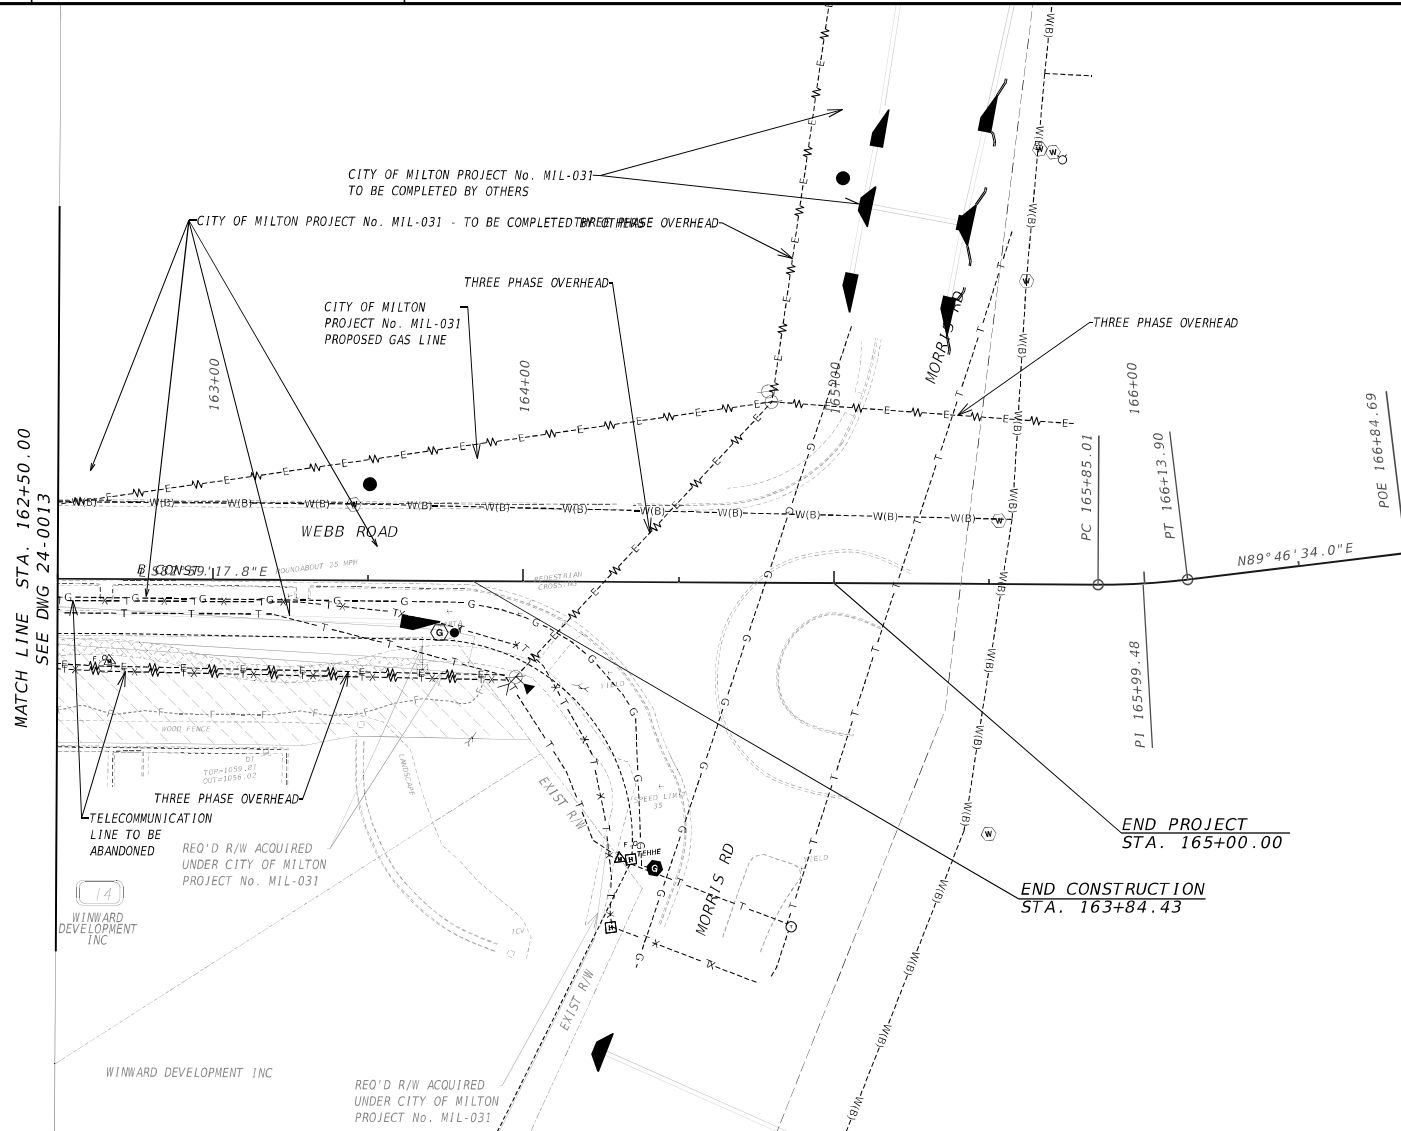 CITY OF MILTON PROJECT No. MIL-031
TO BE COMPLETED BY OTHERS
CITY OF MILTON PROJECT No. MIL-031 - TO BE COMPLETED BY OTHERS
THREE PHASE OVERHEAD
THREE PHASE OVERHEAD
CITY OF MILTON
PROJECT No. MIL-031
PROPOSED GAS LINE
THREE PHASE OVERHEAD
MORRIS RD
163+00
164+00
165+00
166+00
PC 165+85.01
PT 166+13.90
POE 166+84.69
PI 165+99.48
N89°46'34.0"E
MATCH LINE STA. 162+50.00
SEE DWG 24-0013
WEBB ROAD
ROUNDABOUT 25 MPH
PEDESTRIAN
CROSSING
YIELD
WOOD FENCE
DI
TOP=1059.81
OUT=1056.02
LANDSCAPE
SPEED LIMIT
35
THREE PHASE OVERHEAD
TELECOMMUNICATION
LINE TO BE
ABANDONED
EXIST R/W
REQ'D R/W ACQUIRED
UNDER CITY OF MILTON
PROJECT No. MIL-031
END PROJECT
STA. 165+00.00
END CONSTRUCTION
STA. 163+84.43
14
WINWARD
DEVELOPMENT
INC
MORRIS RD
YIELD
ICV
EXIST R/W
WINWARD DEVELOPMENT INC
REQ'D R/W ACQUIRED
UNDER CITY OF MILTON
PROJECT No. MIL-031